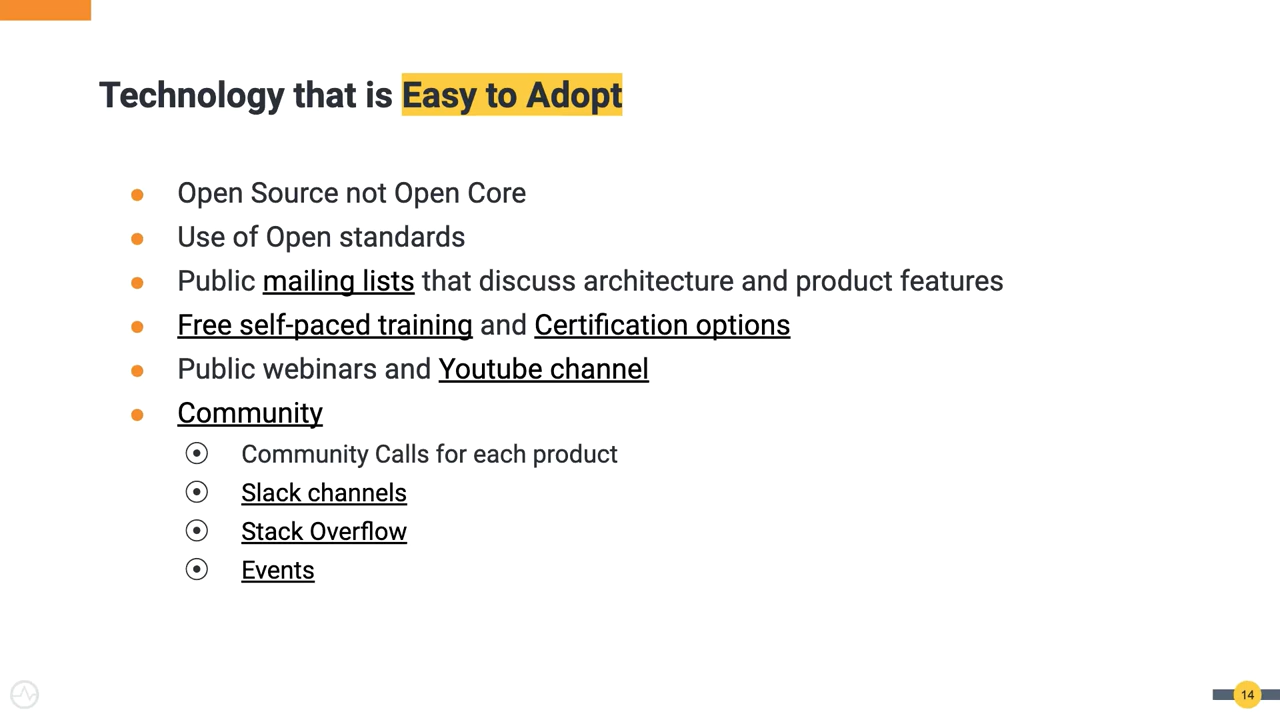 Technology that is Easy to Adopt
Open Source not Open Core
Use of Open standards
Public mailing lists that discuss architecture and product features
Free self-paced training and Certification options
Public webinars and Youtube channel
Community
Community Calls for each product
Slack channels
Stack Overflow
Events
14